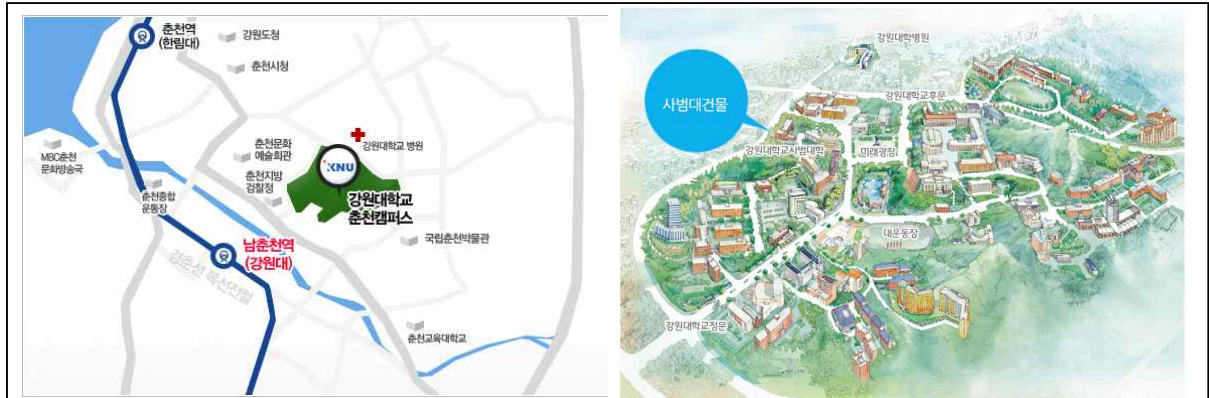 춘천역
(한림대)
강원도청
춘천시청
춘천문화
예술회관
강원대학교 병원
MBC춘천
문화방송국
춘천지방
검찰청
KNU
강원대학교
춘천캠퍼스
춘천종합
운동장
남춘천역
(강원대)
국립춘천박물관
경춘선 복선전철
춘천교육대학교
강원대학병원
사범대건물
강원대학교후문
강원대학교사범대학
미래광장
대운동장
강원대학교정문